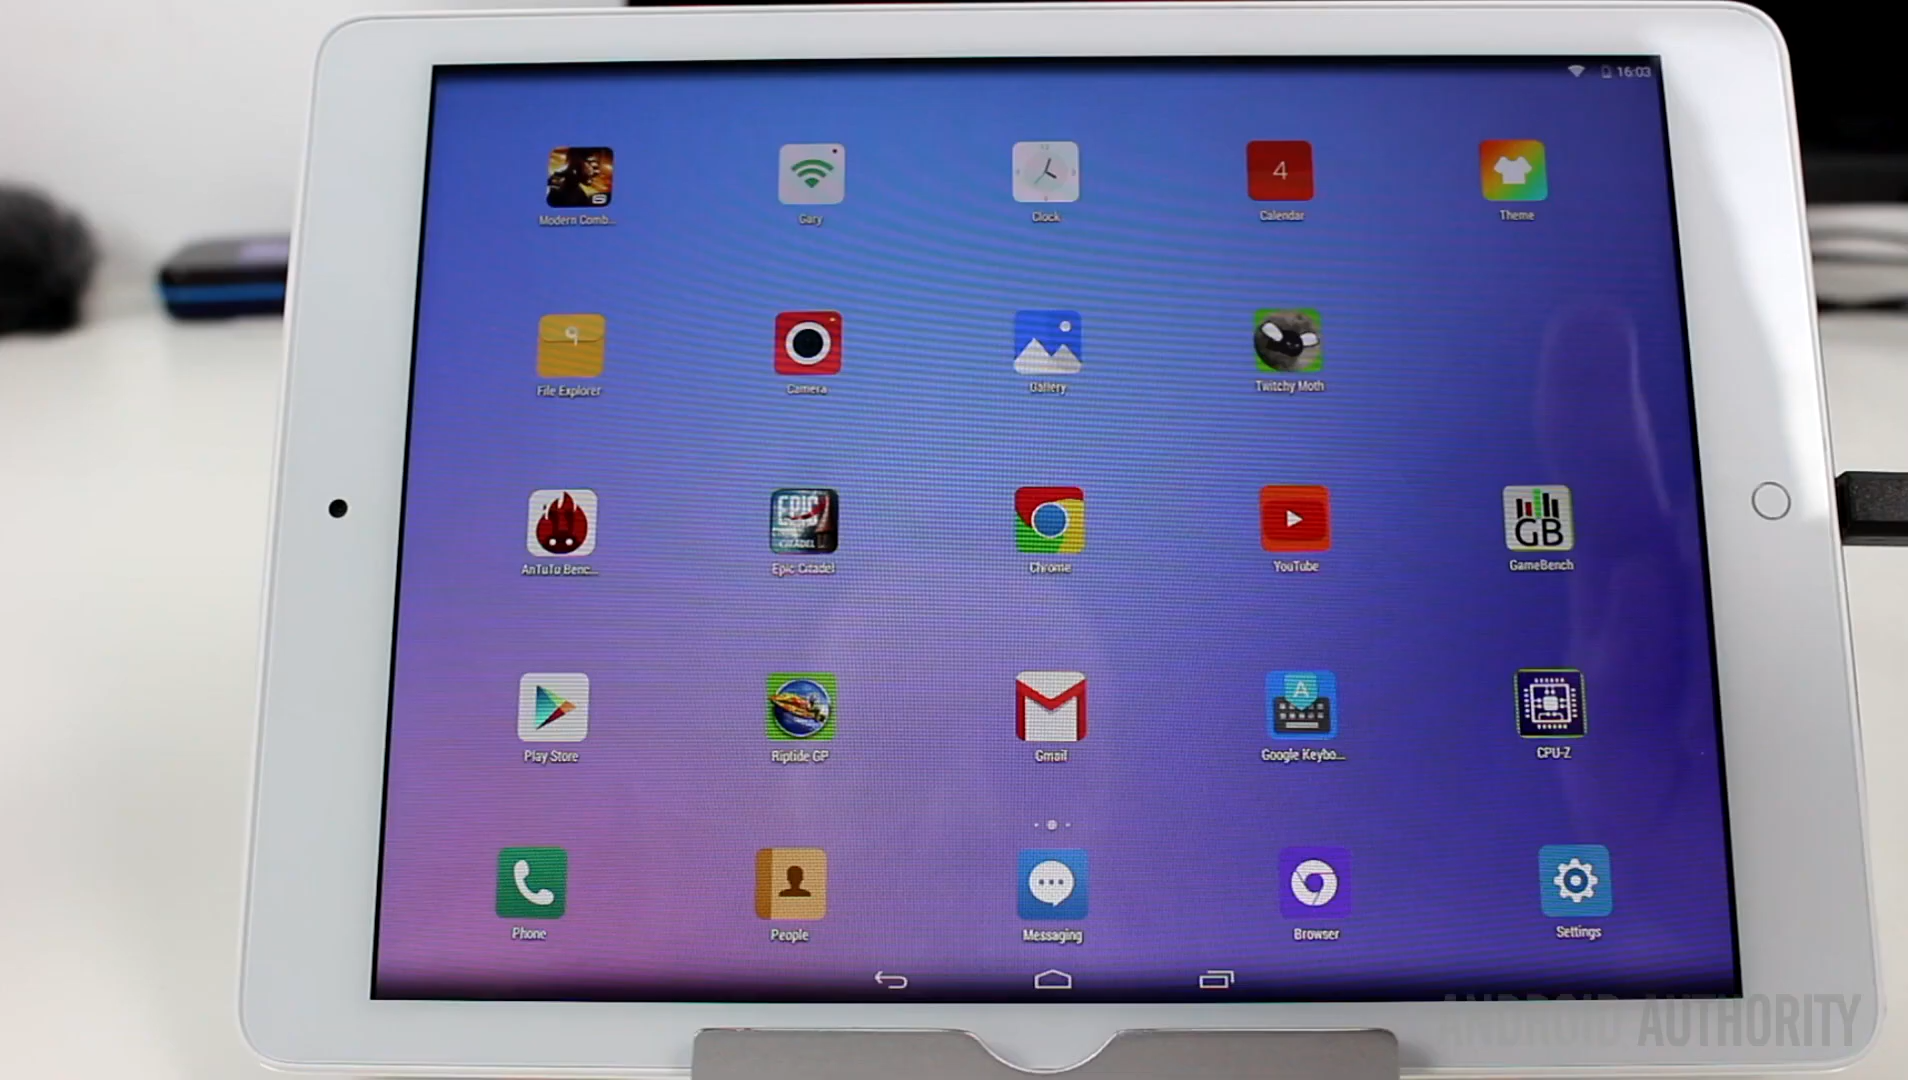 16:03
Modern Comb...
Gary
Clock
4
Calendar
Theme
File Explorer
Camera
Gallery
Twitchy Moth
EPIC
CITADEL
GB
AnTuTu Benc...
Epic Citadel
Chrome
YouTube
GameBench
A
Play Store
Riptide GP
Gmail
Google Keybo...
CPU-Z
Phone
People
Messaging
Browser
Settings
ANDROID AUTHORITY